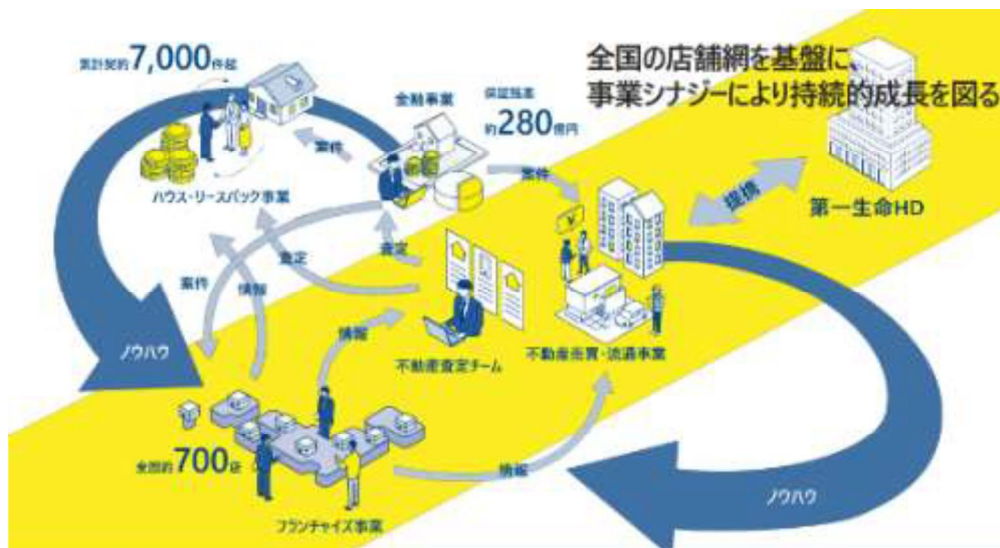 累計契約7,000件超
全国の店舗網を基盤に、
事業シナジーにより持続的成長を図る
金融事業
保証残高
約280億円
案件
案件
ハウス・リースバック事業
提携
第一生命HD
査定
査定
案件
情報
情報
ノウハウ
不動産査定チーム
不動産売買・流通事業
全国約700店
情報
ノウハウ
フランチャイズ事業